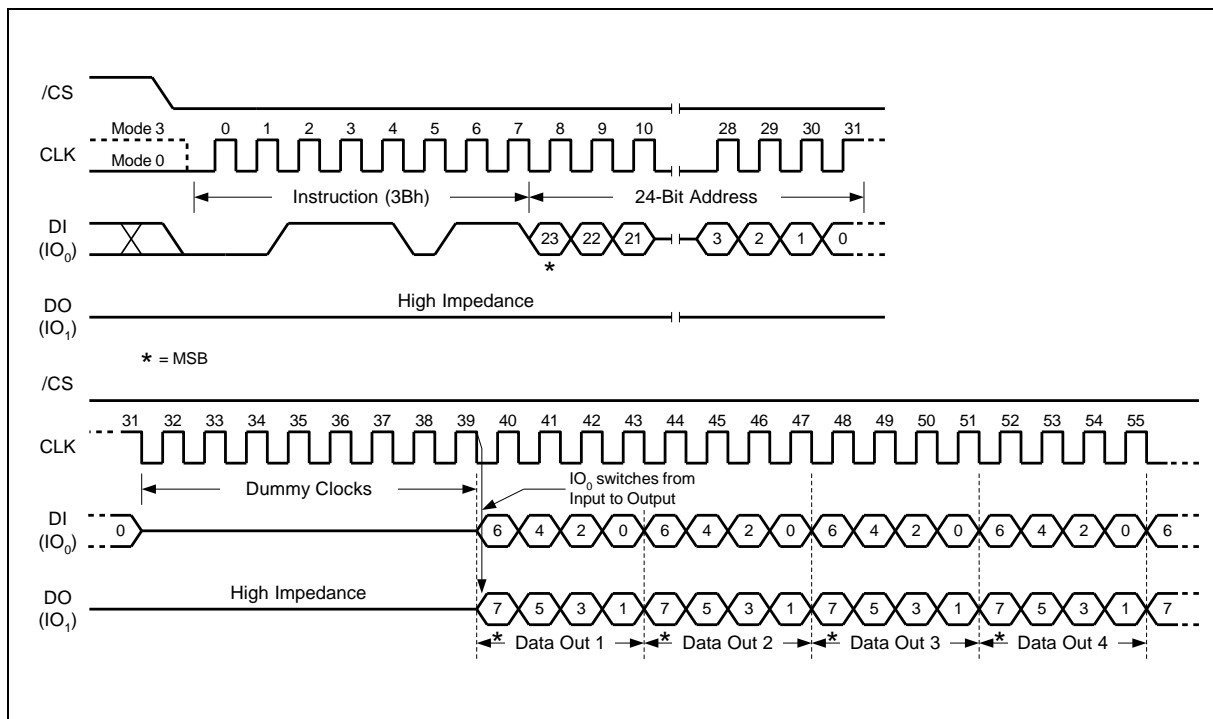 /CS
Mode 3 0 1 2 3 4 5 6 7 8 9 10 28 29 30 31
CLK
Mode 0
Instruction (3Bh) 24-Bit Address
DI
(IO0) 23 22 21 3 2 1 0
*
High Impedance
DO
(IO1)
* = MSB
/CS
31 32 33 34 35 36 37 38 39 40 41 42 43 44 45 46 47 48 49 50 51 52 53 54 55
CLK
Dummy Clocks
IO0 switches from
Input to Output
DI
(IO0) 0 6 4 2 0 6 4 2 0 6 4 2 0 6 4 2 0 6
High Impedance
DO
(IO1) 7 5 3 1 7 5 3 1 7 5 3 1 7 5 3 1 7
* Data Out 1 * Data Out 2 * Data Out 3 * Data Out 4